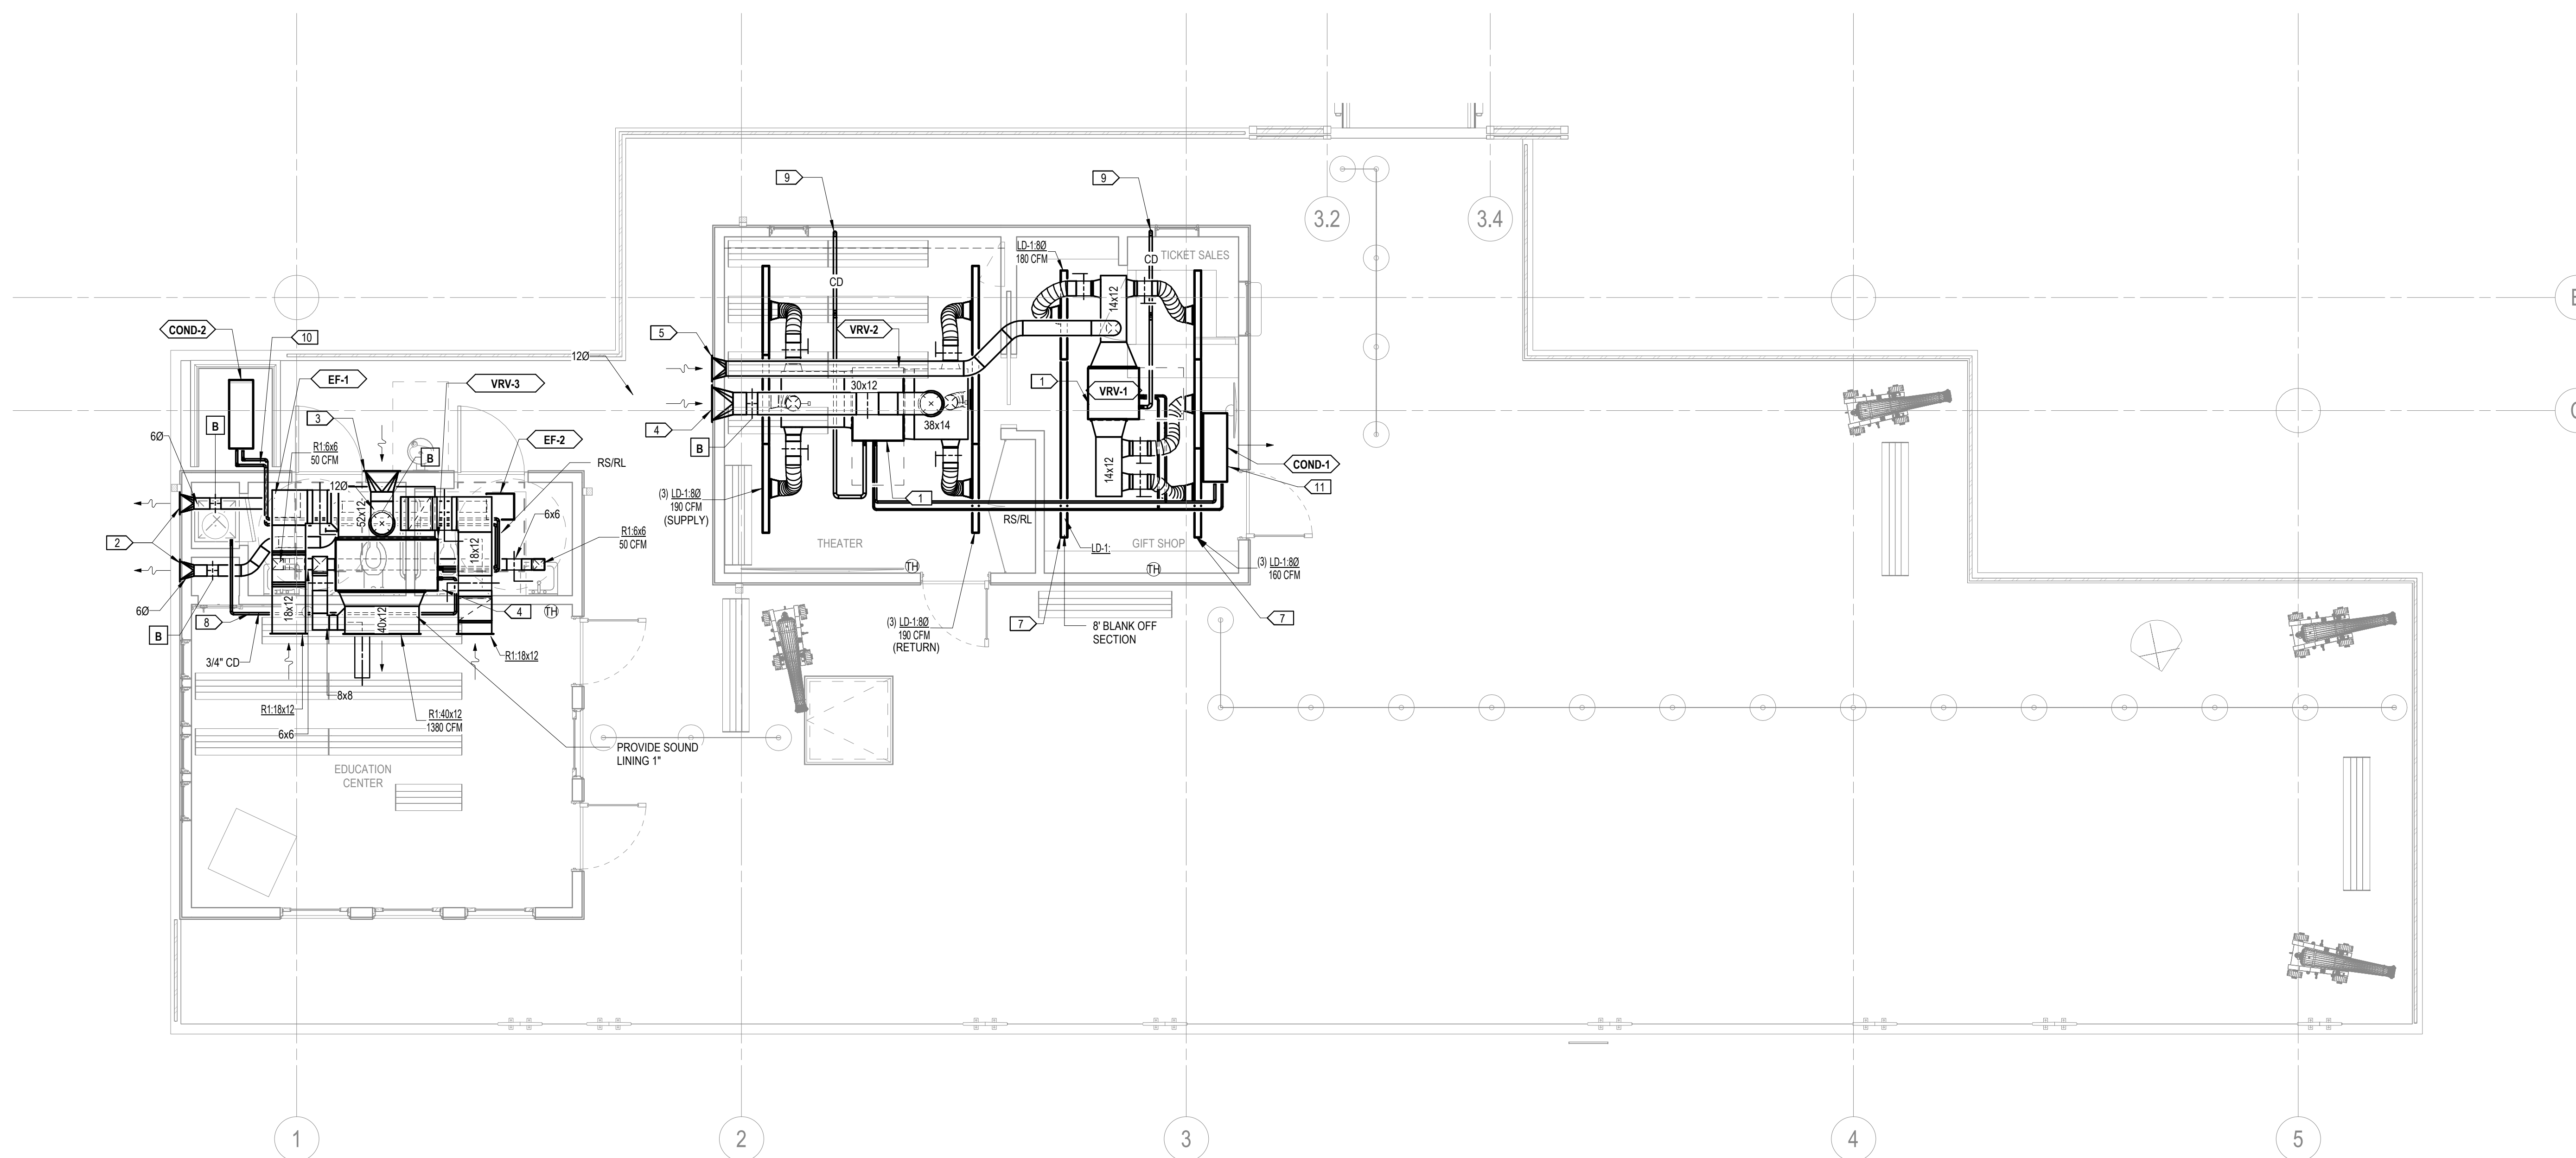 9
9
3.2
3.4
LD-1:8Ø
180 CFM
CD
TICKET SALES
CD
14x12
COND-2
10
5
VRV-2
12Ø
EF-1
VRV-3
30x12
1
VRV-1
3
4
38x14
B
6Ø
R1:6x6
50 CFM
B
EF-2
B
COND-1
RS/RL
11
12Ø
52x12
14x12
(3) LD-1:8Ø
190 CFM
(SUPPLY)
1
6x6
RS/RL
2
R1:6x6
50 CFM
18x12
THEATER
LD-1:
GIFT SHOP
TH
TH
(3) LD-1:8Ø
160 CFM
6Ø
18x12
40x12
4
TH
8
B
7
7
(3) LD-1:8Ø
190 CFM
(RETURN)
8' BLANK OFF
SECTION
3/4" CD
R1:18x12
8x8
R1:18x12
R1:40x12
1380 CFM
6x6
PROVIDE SOUND
LINING 1"
EDUCATION
CENTER
1
2
3
4
5